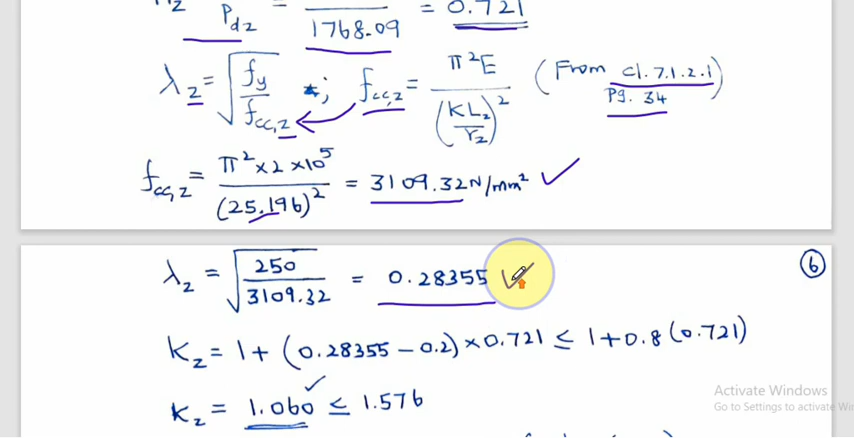 P_dz = ——— = 0.721
1768.09
λ_z = √(f_y / f_cc,z) ; f_cc,z = π²E / (KL_z / r_z)² (From cl. 7.1.2.1)
Pg. 34
f_cc,z = π² × 2 × 10⁵ / (25.196)² = 3109.32 N/mm² ✓
λ_z = √(250 / 3109.32) = 0.28355 ✓ ⑥
K_z = 1 + (0.28355 − 0.2) × 0.721 ≤ 1 + 0.8 (0.721)
K_z = 1.060 ✓ ≤ 1.576
Activate Windows
Go to Settings to activate Wi